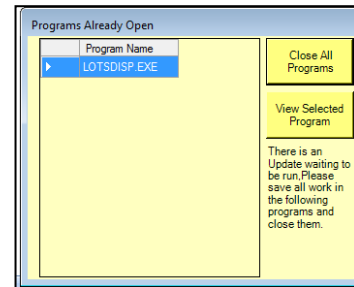 Programs Already Open
Program Name
LOTSDISP.EXE
Close All
Programs
View Selected
Program
There is an
Update waiting to
be run,Please
save all work in
the following
programs and
close them.